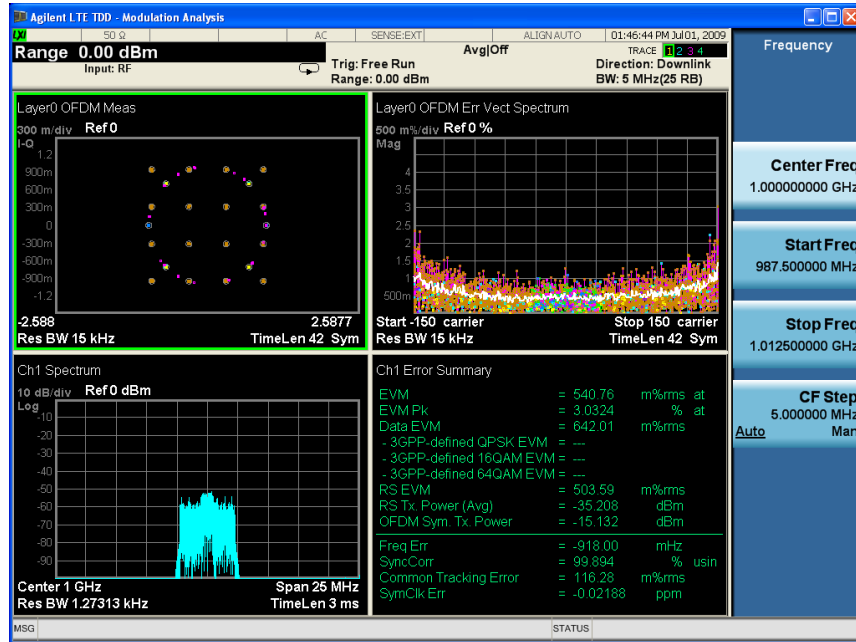 Agilent LTE TDD - Modulation Analysis
LXI 50 Ω AC SENSE:EXT ALIGN AUTO 01:46:44 PM Jul 01, 2009
Range 0.00 dBm
Input: RF
Trig: Free Run
Range: 0.00 dBm
Avg|Off
TRACE 1 2 3 4
Direction: Downlink
BW: 5 MHz(25 RB)
Frequency
Center Freq
1.000000000 GHz
Start Freq
987.500000 MHz
Stop Freq
1.012500000 GHz
CF Step
5.000000 MHz
Auto Man
Layer0 OFDM Meas
300 m/div Ref 0
I-Q
1.2
900m
600m
300m
0
-300m
-600m
-900m
-1.2
-2.588 2.5877
Res BW 15 kHz TimeLen 42 Sym
Layer0 OFDM Err Vect Spectrum
500 m%/div Ref 0 %
Mag
4
3.5
3
2.5
2
1.5
1
500m
Start -150 carrier Stop 150 carrier
Res BW 15 kHz TimeLen 42 Sym
Ch1 Spectrum
10 dB/div Ref 0 dBm
Log
-10
-20
-30
-40
-50
-60
-70
-80
-90
Center 1 GHz Span 25 MHz
Res BW 1.27313 kHz TimeLen 3 ms
Ch1 Error Summary
EVM = 540.76 m%rms at
EVM Pk = 3.0324 % at
Data EVM = 642.01 m%rms
- 3GPP-defined QPSK EVM = ---
- 3GPP-defined 16QAM EVM = ---
- 3GPP-defined 64QAM EVM = ---
RS EVM = 503.59 m%rms
RS Tx. Power (Avg) = -35.208 dBm
OFDM Sym. Tx. Power = -15.132 dBm
Freq Err = -918.00 mHz
SyncCorr = 99.894 % usin
Common Tracking Error = 116.28 m%rms
SymClk Err = -0.02188 ppm
MSG STATUS